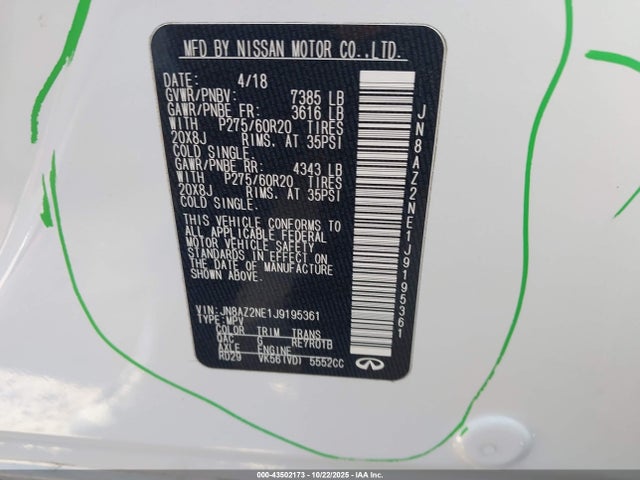 MFD BY NISSAN MOTOR CO.,LTD.
DATE: 4/18
GVWR/PNBV: 7385 LB
GAWR/PNBE FR: 3616 LB
WITH P275/60R20 TIRES
20X8J RIMS. AT 35PSI
COLD SINGLE.
GAWR/PNBE RR: 4343 LB
WITH P275/60R20 TIRES
20X8J RIMS. AT 35PSI
COLD SINGLE.
THIS VEHICLE CONFORMS TO
ALL APPLICABLE FEDERAL
MOTOR VEHICLE SAFETY
STANDARDS IN EFFECT ON
THE DATE OF MANUFACTURE
SHOWN ABOVE.
VIN: JN8AZ2NE1J9195361
TYPE: MPV
COLOR TRIM TRANS
QAC G RE7R01B
AXLE ENGINE
RD29 VK56(VD) 5552CC
JN8AZ2NE1J9195361
INFINITI
000-43502173 - 10/22/2025 - IAA Inc.